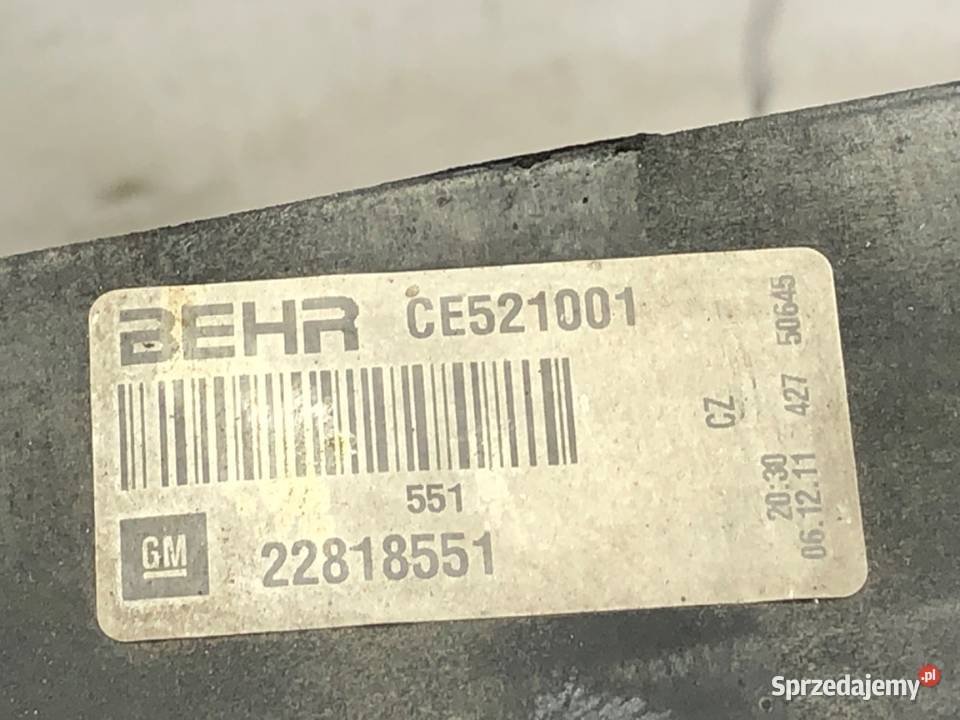 BEHR CE521001
551
GM 22818551
CZ
20:30 427 50645
06.12.11
Sprzedajemy.pl